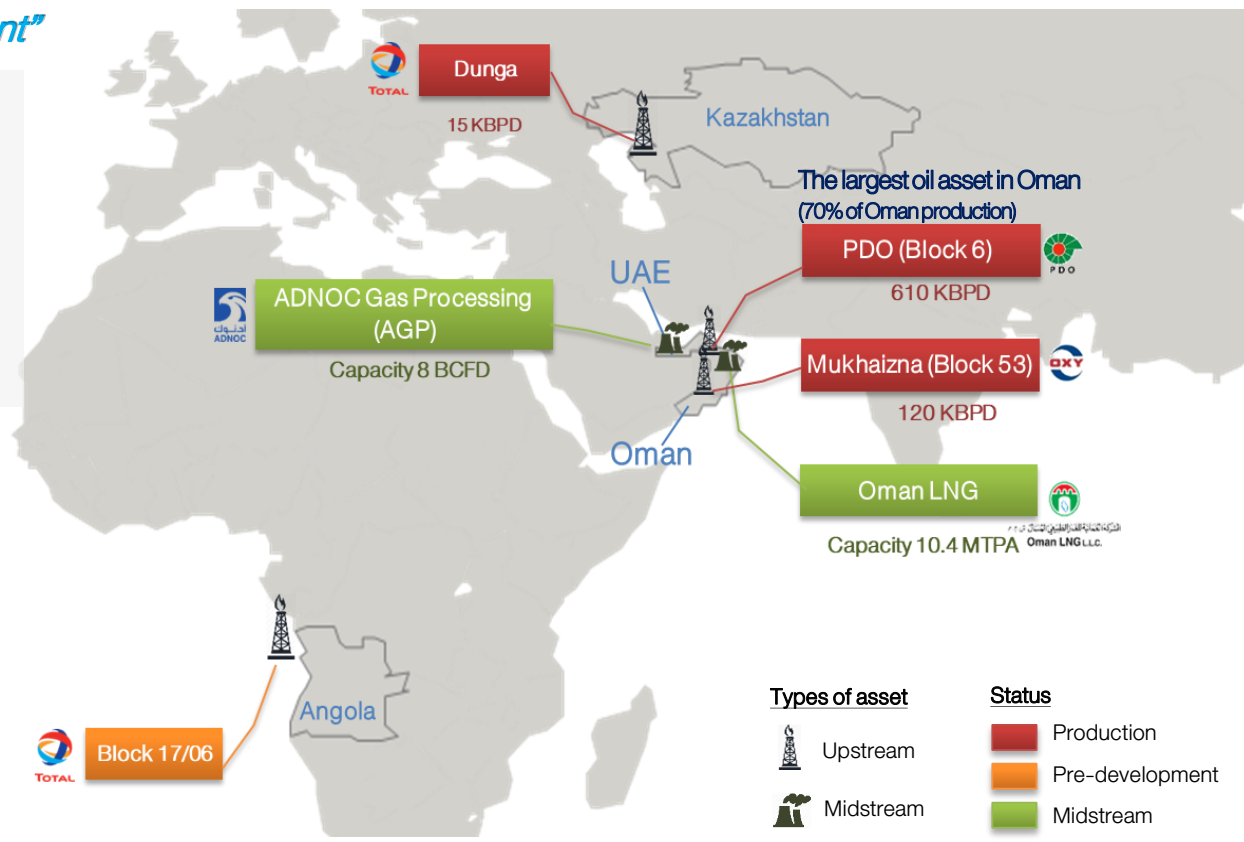 nt”
Dunga
TOTAL
15 KBPD
Kazakhstan
The largest oil asset in Oman
(70% of Oman production)
PDO (Block 6)
PDO
610 KBPD
UAE
ADNOC Gas Processing
(AGP)
أدنوك
ADNOC
Capacity 8 BCFD
Mukhaizna (Block 53)
OXY
120 KBPD
Oman
Oman LNG
Oman LNG L.L.C.
Capacity 10.4 MTPA
Angola
Block 17/06
TOTAL
Types of asset
Upstream
Midstream
Status
Production
Pre-development
Midstream